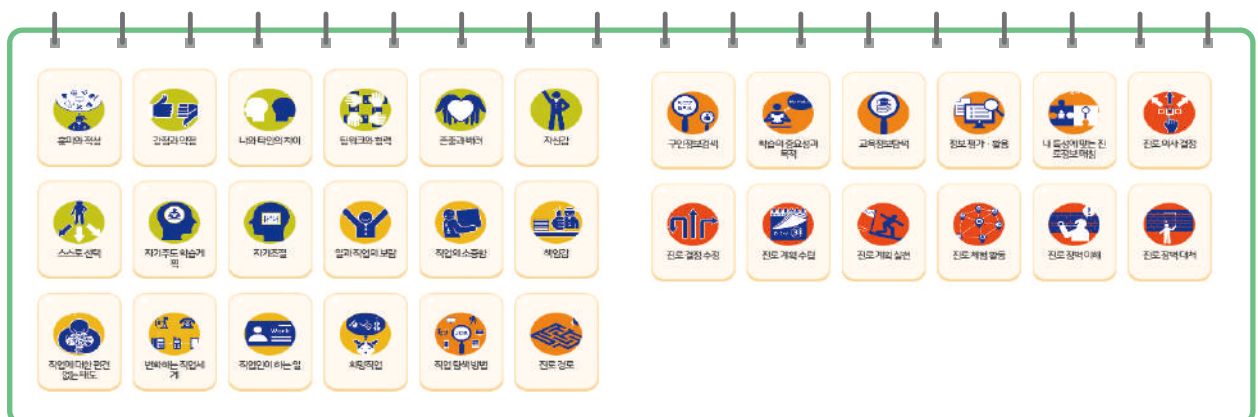 흥미와 적성
강점과 약점
나와 타인의 차이
팀워크와 협력
존중과 배려
자신감
스스로 선택
자기주도 학습계
획
자기조절
일과 직업의 보람
직업의 소중함
책임감
직업에 대한 편견
없는 태도
변화하는 직업세
계
Work
직업인이 하는 일
희망직업
JOB
직업 탐색 방법
진로 경로
구인정보검색
학습의 중요성과
목적
교육정보탐색
정보 평가·활용
내 특성에 맞는 진
로정보 매칭
진로 의사 결정
진로 결정 수정
진로 계획 수립
진로 계획 실천
진로 체험 활동
진로 장벽 이해
진로 장벽 대처